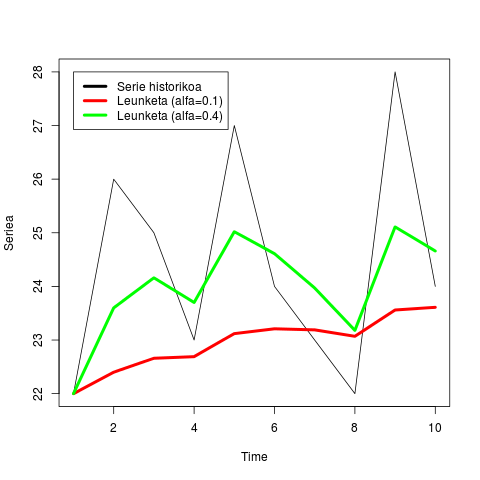 Serie historikoa
Leunketa (alfa=0.1)
Leunketa (alfa=0.4)
Seriea
28
27
26
25
24
23
22
2 4 6 8 10
Time